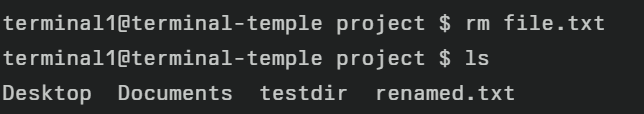 terminal1@terminal-temple project $ rm file.txt
terminal1@terminal-temple project $ ls
Desktop  Documents  testdir  renamed.txt